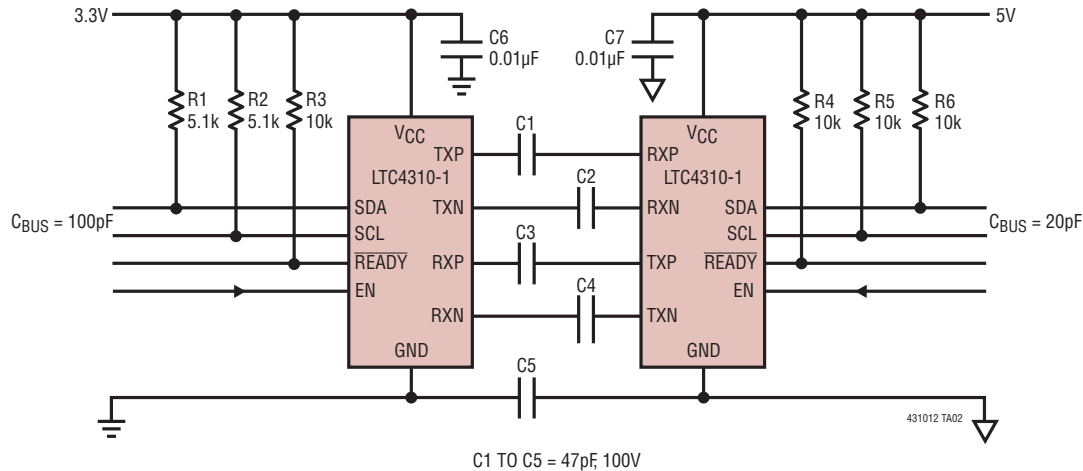 3.3V
5V
C6
0.01µF
C7
0.01µF
R1
5.1k
R2
5.1k
R3
10k
R4
10k
R5
10k
R6
10k
VCC
TXP
LTC4310-1
SDA
TXN
SCL
READY
RXP
EN
RXN
GND
C1
C2
C3
C4
C5
VCC
RXP
LTC4310-1
RXN
SDA
SCL
TXP
READY
EN
TXN
GND
CBUS = 100pF
CBUS = 20pF
431012 TA02
C1 TO C5 = 47pF, 100V